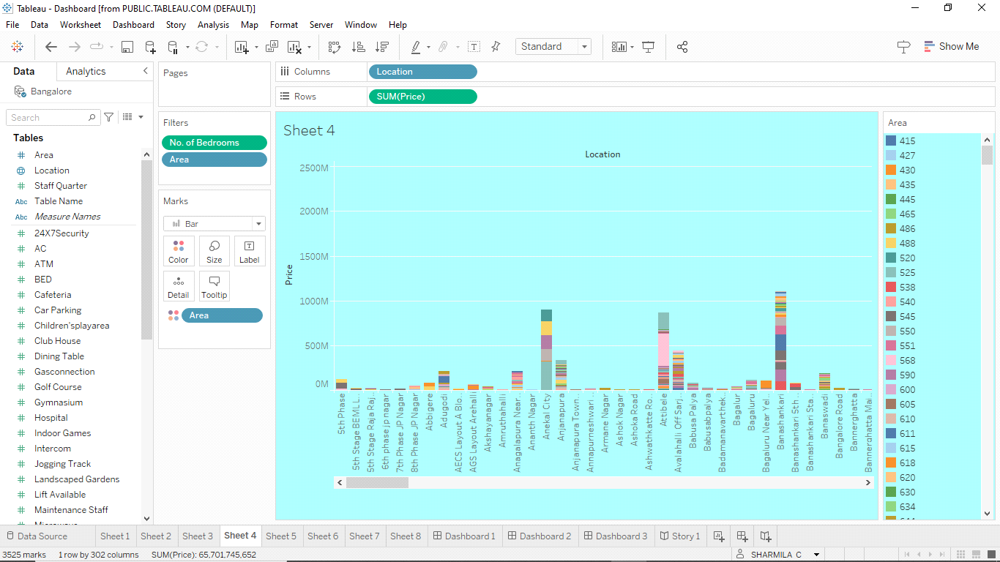 Tableau - Dashboard [from PUBLIC.TABLEAU.COM (DEFAULT)]
File Data Worksheet Dashboard Story Analysis Map Format Server Window Help
Standard
Show Me
Data Analytics
Bangalore
Search
Tables
Area
Location
Staff Quarter
Abc Table Name
Abc Measure Names
24X7Security
AC
ATM
BED
Cafeteria
Car Parking
Children'splayarea
Club House
Dining Table
Gasconnection
Golf Course
Gymnasium
Hospital
Indoor Games
Intercom
Jogging Track
Landscaped Gardens
Lift Available
Maintenance Staff
Pages
Filters
No. of Bedrooms
Area
Marks
Bar
Color Size Label
Detail Tooltip
Area
Columns Location
Rows SUM(Price)
Sheet 4
Location
Price
2500M
2000M
1500M
1000M
500M
0M
5th Phase
5th Stage BEML L..
5th Stage Raja Raj..
6th phase jp nagar
7th Phase JP Nagar
8th Phase JP Nagar
Abbigere
Adugodi
AECS Layout A Blo..
AGS Layout Arehalli
Akshayanagar
Amruthahalli
Anagalapura Near ..
Ananth Nagar
Anekal City
Anjanapura
Anjanapura Town..
Annapurneshwari ..
Armane Nagar
Ashok Nagar
Ashoka Road
Ashwathkatte Ro..
Attibele
Avalahalli Off Sarj..
Babusa Palya
Babusabpalya
Badamanavarthek..
Bagalur
Bagaluru
Bagaluru Near Yel..
Banashankari
Banashankari 5th ..
Banashankari Sta..
Banaswadi
Bangalore Road
Bannerghatta
Bannerghatta Mai..
Area
415
427
430
435
445
465
486
488
520
525
538
540
545
550
551
568
590
600
605
610
611
615
618
620
630
634
Data Source Sheet 1 Sheet 2 Sheet 3 Sheet 4 Sheet 5 Sheet 6 Sheet 7 Sheet 8 Dashboard 1 Dashboard 2 Dashboard 3 Story 1
3525 marks 1 row by 302 columns SUM(Price): 65,701,745,652 SHARMILA C